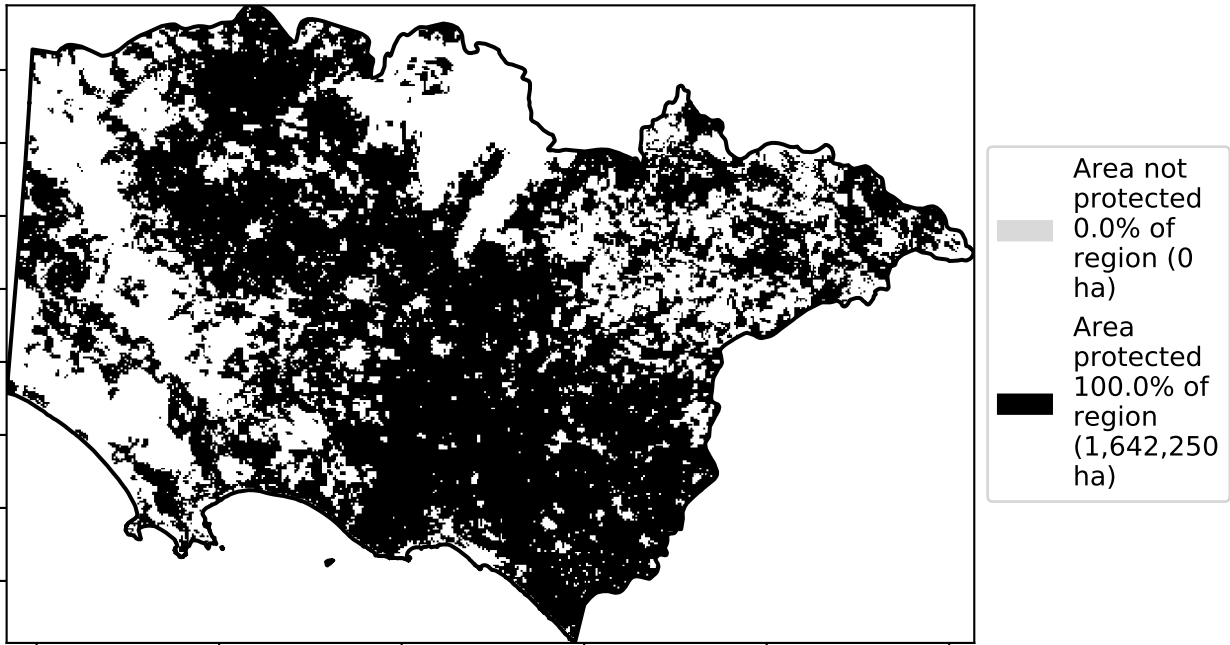 Area not
protected
0.0% of
region (0
ha)
Area
protected
100.0% of
region
(1,642,250
ha)